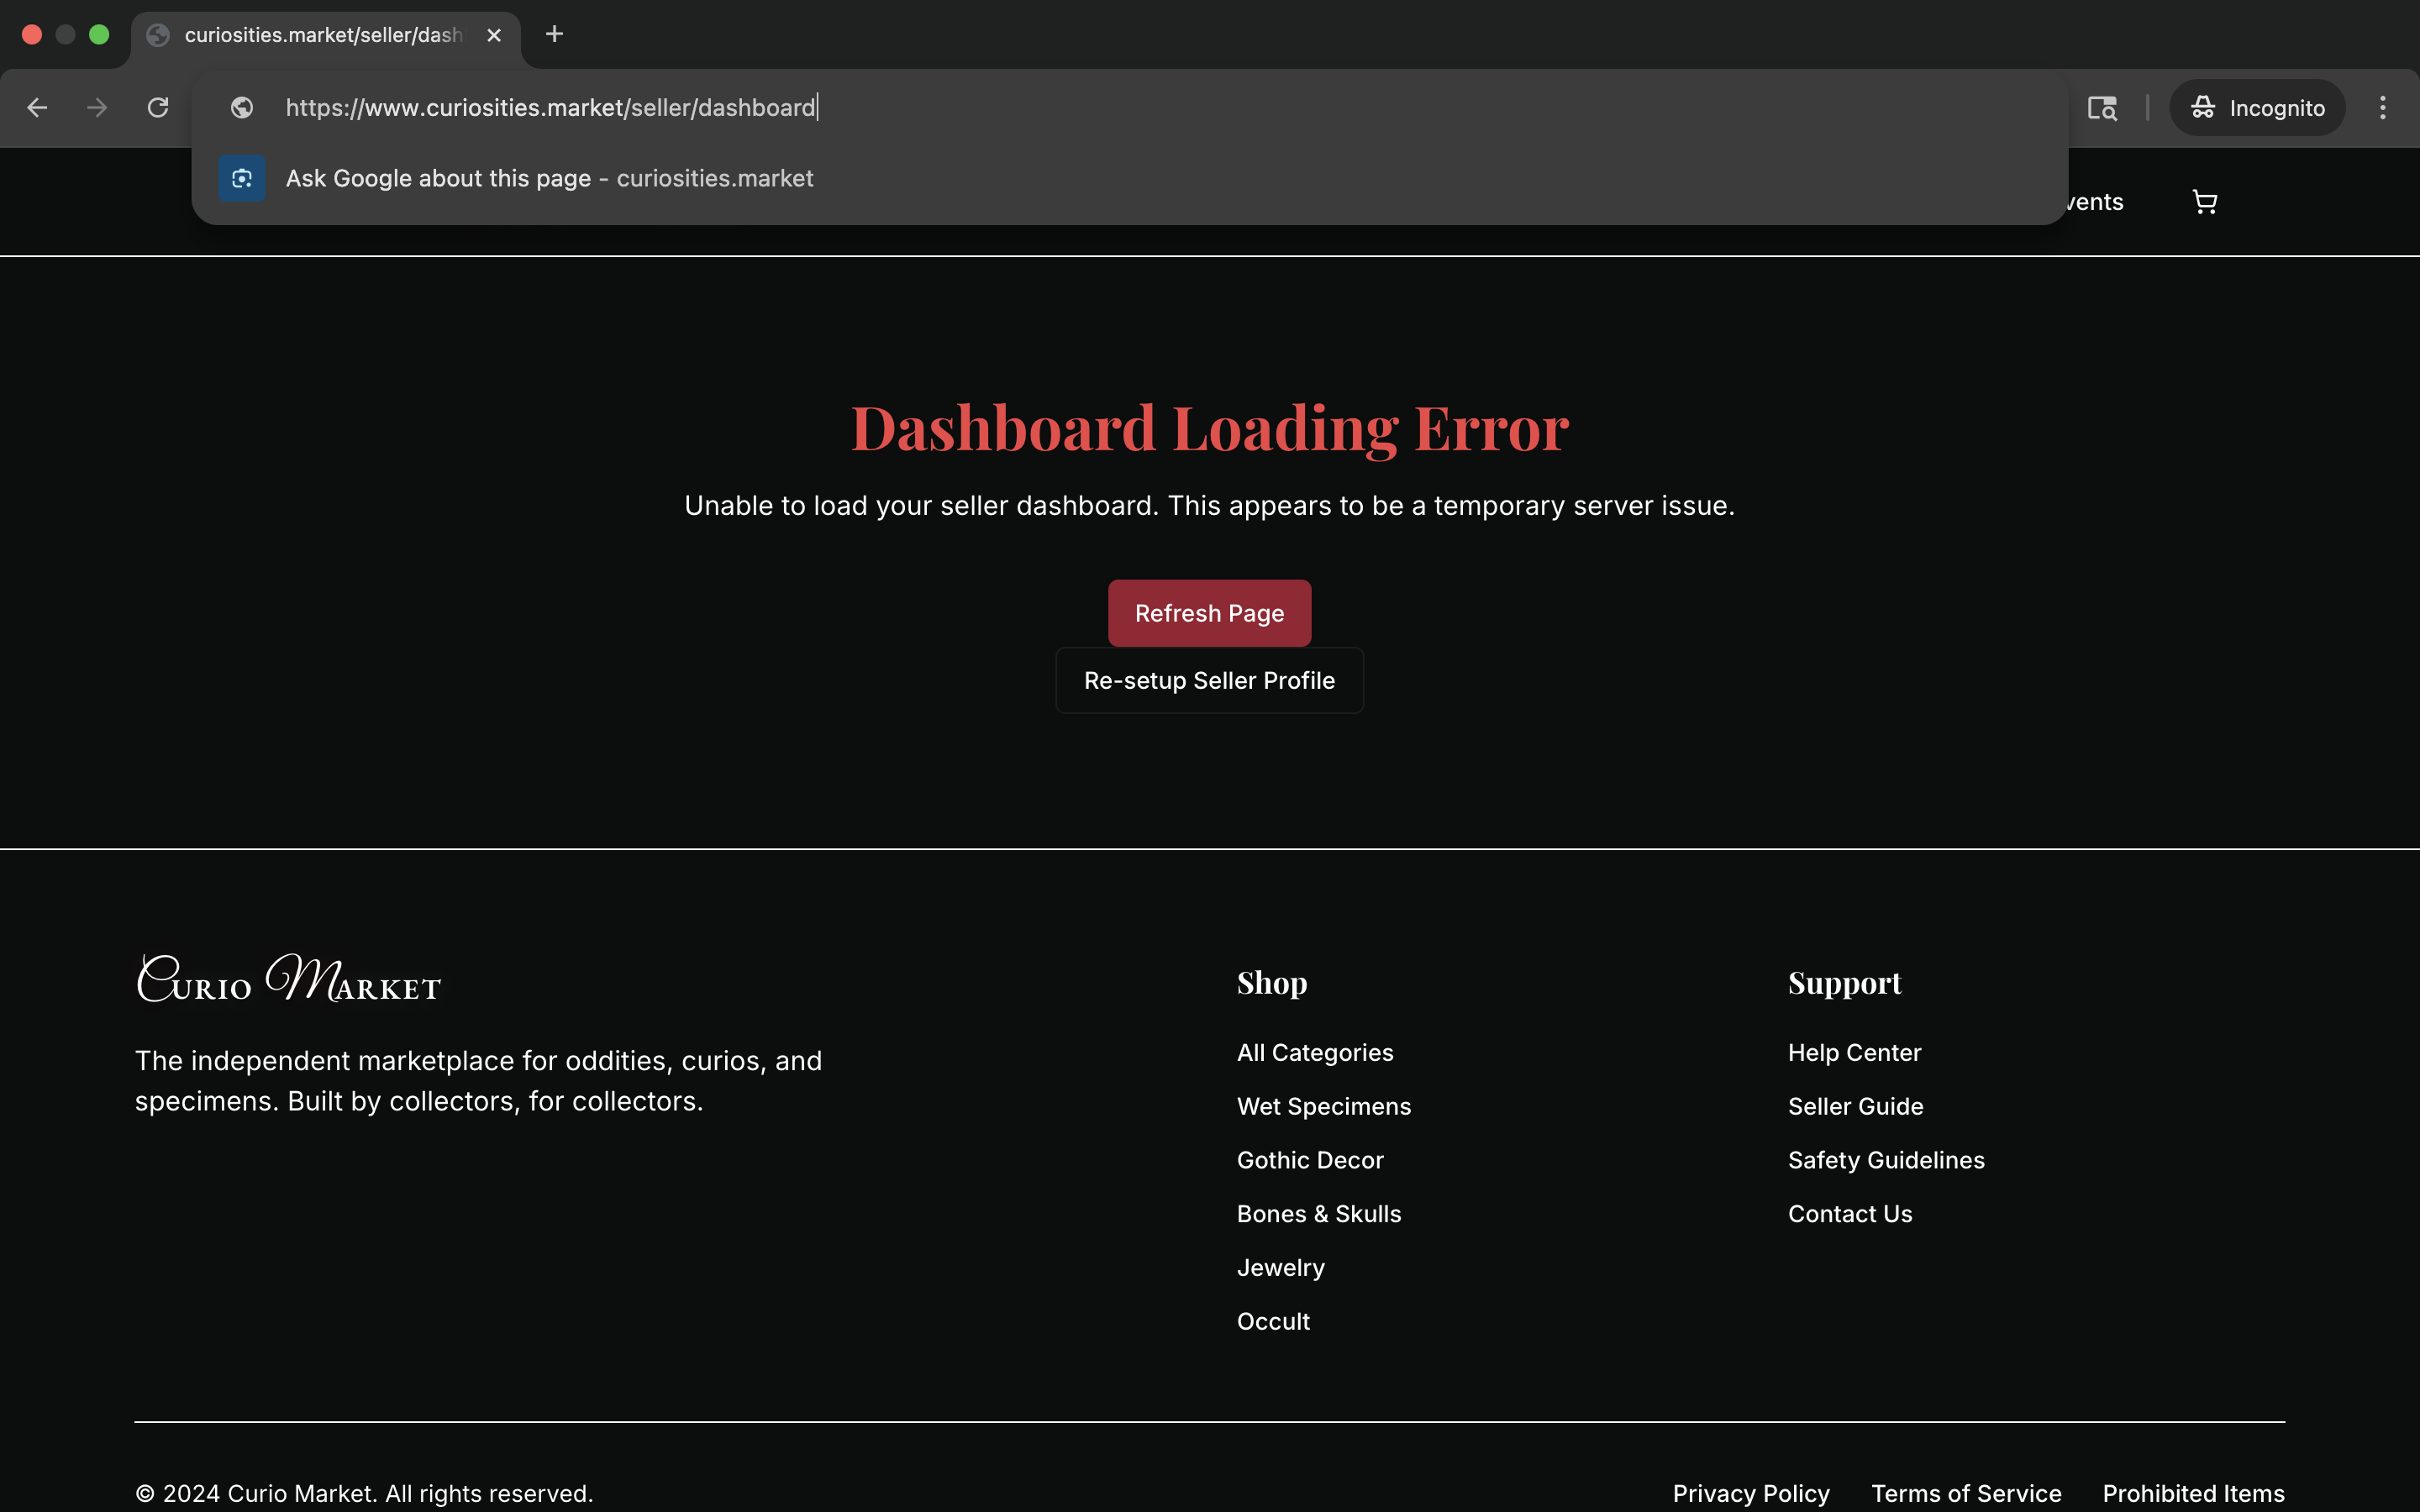 curiosities.market/seller/dash
https://www.curiosities.market/seller/dashboard
Incognito
Ask Google about this page - curiosities.market
vents
Dashboard Loading Error
Unable to load your seller dashboard. This appears to be a temporary server issue.
Refresh Page
Re-setup Seller Profile
Curio Market
The independent marketplace for oddities, curios, and
specimens. Built by collectors, for collectors.
Shop
All Categories
Wet Specimens
Gothic Decor
Bones & Skulls
Jewelry
Occult
Support
Help Center
Seller Guide
Safety Guidelines
Contact Us
© 2024 Curio Market. All rights reserved.
Privacy Policy
Terms of Service
Prohibited Items